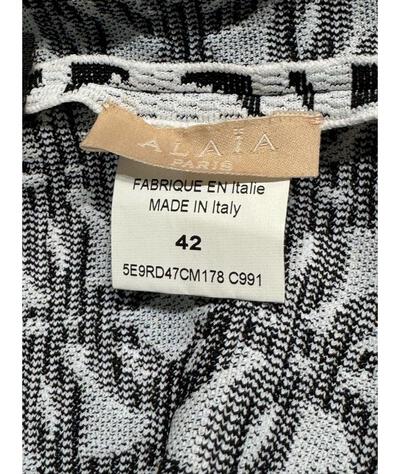 ALAÏA
PARIS
FABRIQUE EN Italie
MADE IN Italy
42
5E9RD47CM178 C991